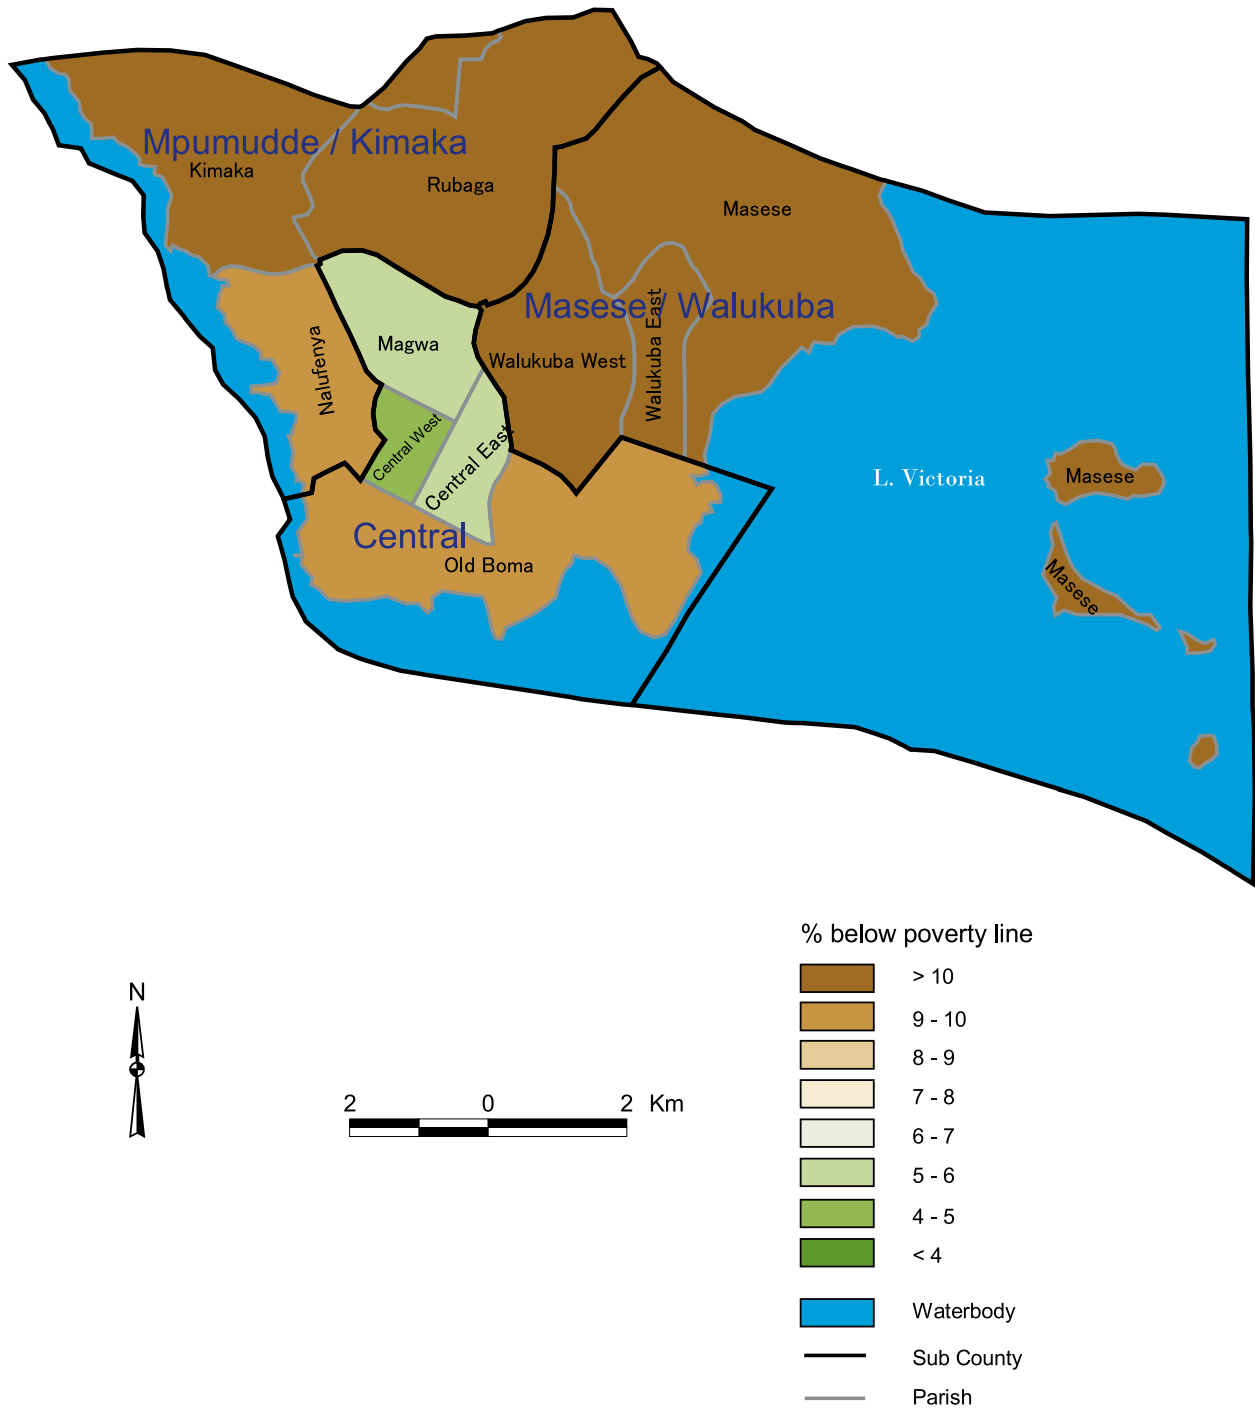 Mpumudde / Kimaka
Kimaka
Rubaga
Masese
Masese / Walukuba
Nalufenya
Magwa
Walukuba West
Walukuba East
Central West
Central East
L. Victoria
Masese
Central
Old Boma
Masese
% below poverty line
> 10
9 - 10
8 - 9
7 - 8
6 - 7
5 - 6
4 - 5
< 4
Waterbody
Sub County
Parish
N
2 0 2 Km